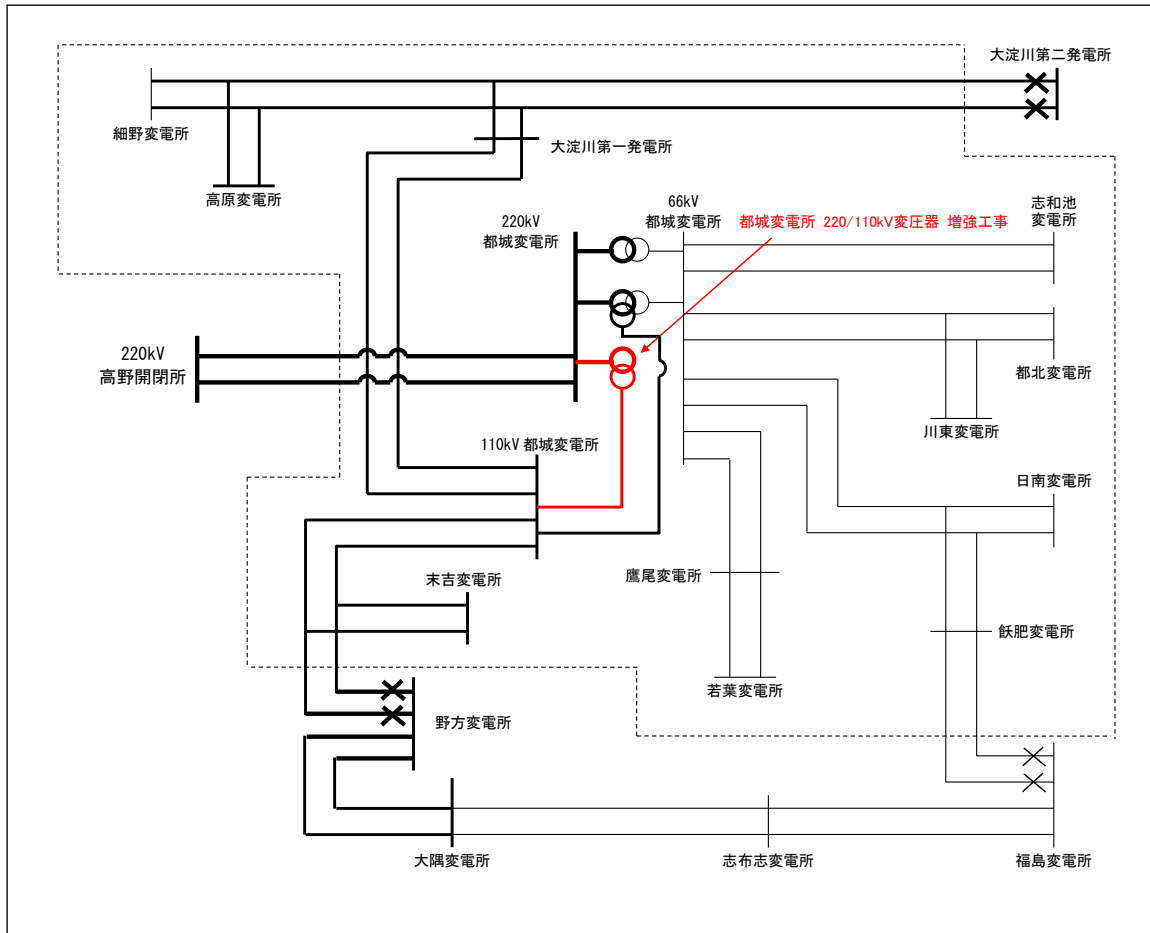 大淀川第二発電所
細野変電所
大淀川第一発電所
高原変電所
66kV
都城変電所
都城変電所 220/110kV変圧器 増強工事
志和池
変電所
220kV
都城変電所
220kV
高野開閉所
都北変電所
川東変電所
110kV 都城変電所
日南変電所
末吉変電所
鷹尾変電所
飫肥変電所
若葉変電所
野方変電所
大隅変電所
志布志変電所
福島変電所